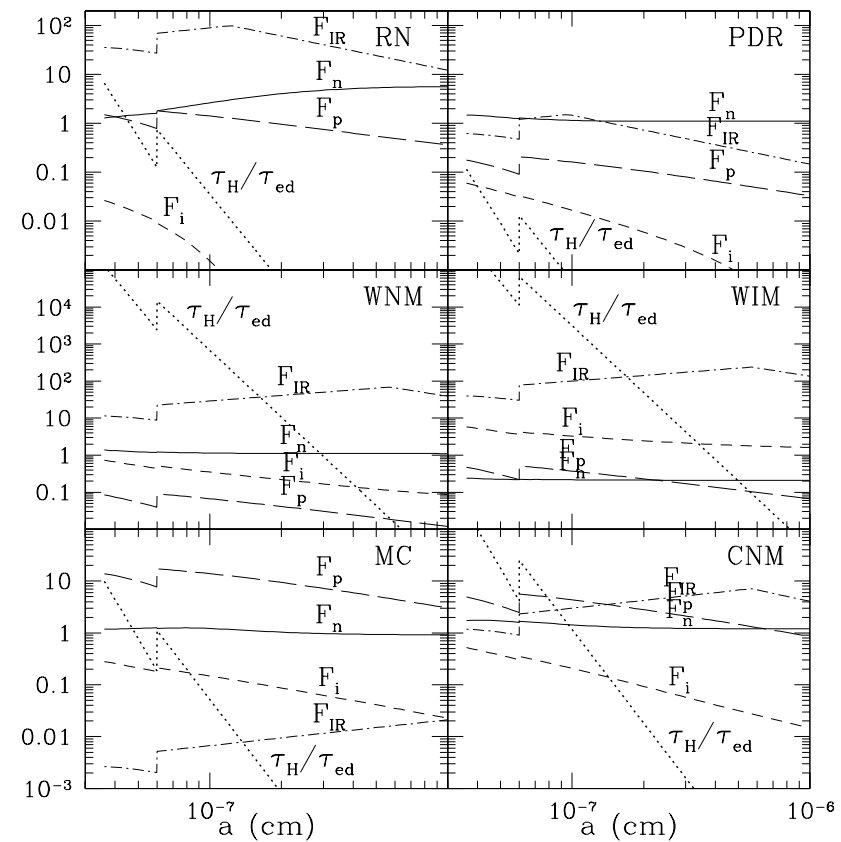 10² F_IR RN PDR
10 F_n F_n
1 F_p F_IR
0.1 τ_H/τ_ed F_p
0.01 F_i τ_H/τ_ed F_i
WNM WIM
10⁴ τ_H/τ_ed τ_H/τ_ed
10³
10² F_IR F_IR
10 F_n F_i
1 F_i F_p
0.1 F_p F_n
MC CNM
10 F_p F_IR
F_p
1 F_n F_n
0.1 F_i F_i
0.01 F_IR τ_H/τ_ed
τ_H/τ_ed
10⁻³
10⁻⁷ 10⁻⁷ 10⁻⁶
a (cm) a (cm)